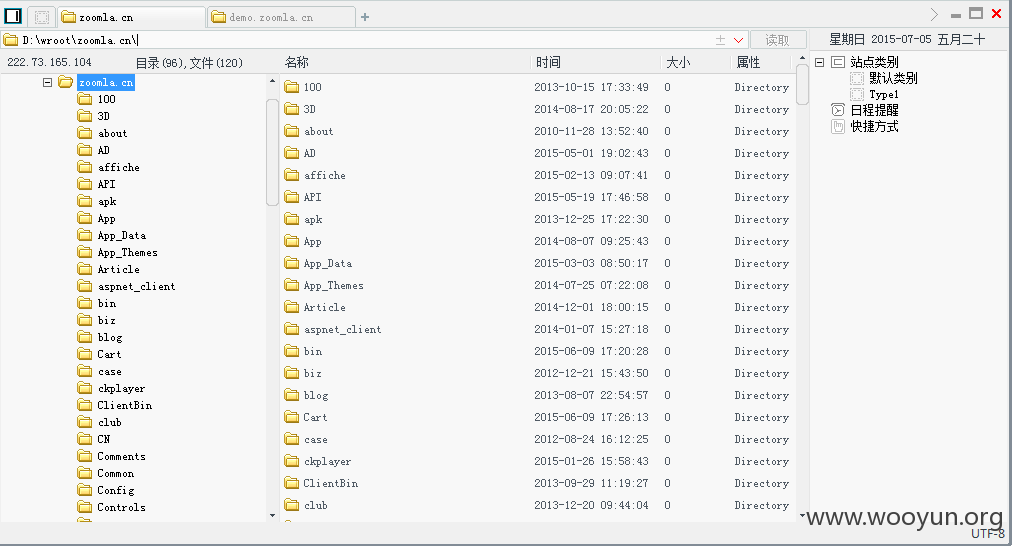 zoomla.cn
demo.zoomla.cn
D:\wroot\zoomla.cn\
读取
星期日 2015-07-05 五月二十
222.73.165.104
目录(96),文件(120)
名称 时间 大小 属性
zoomla.cn
100
3D
about
AD
affiche
API
apk
App
App_Data
App_Themes
Article
aspnet_client
bin
biz
blog
Cart
case
ckplayer
ClientBin
club
CN
Comments
Common
Config
Controls
100 2013-10-15 17:33:49 0 Directory
3D 2014-08-17 20:05:22 0 Directory
about 2010-11-28 13:52:40 0 Directory
AD 2015-05-01 19:02:43 0 Directory
affiche 2015-02-13 09:07:41 0 Directory
API 2015-05-19 17:46:58 0 Directory
apk 2013-12-25 17:22:30 0 Directory
App 2014-08-07 09:25:43 0 Directory
App_Data 2015-03-03 08:50:17 0 Directory
App_Themes 2014-07-25 07:22:08 0 Directory
Article 2014-12-01 18:00:15 0 Directory
aspnet_client 2014-01-07 15:27:18 0 Directory
bin 2015-06-09 17:20:28 0 Directory
biz 2012-12-21 15:43:50 0 Directory
blog 2013-08-07 22:54:57 0 Directory
Cart 2015-06-09 17:26:13 0 Directory
case 2012-08-24 16:12:25 0 Directory
ckplayer 2015-01-26 15:58:43 0 Directory
ClientBin 2013-09-29 11:19:27 0 Directory
club 2013-12-20 09:44:04 0 Directory
站点类别
默认类别
Type1
日程提醒
快捷方式
www.wooyun.org
UTF-8